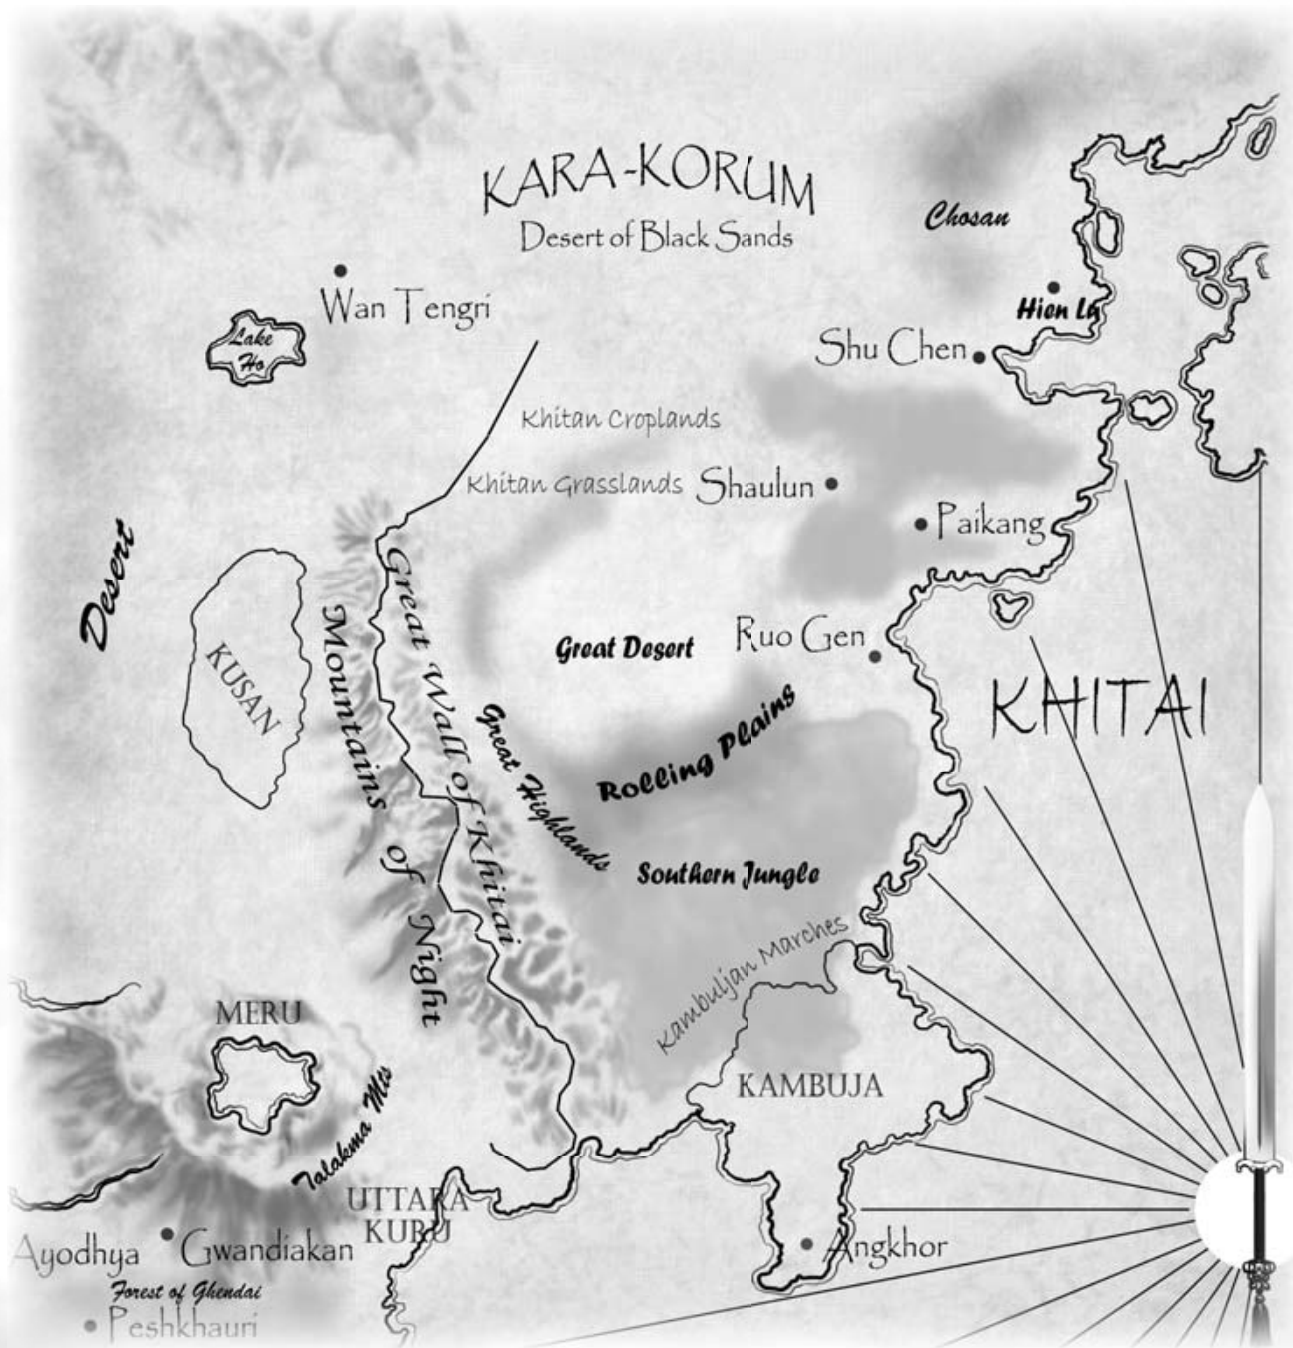 KARA-KORUM
Desert of Black Sands
Chosan
Wan Tengri
Hien La
Lake
Ho
Shu Chen
Khitan Croplands
Khitan Grasslands
Shaulun
Paikang
Desert
Great Wall of Khitai
Mountains of Night
KUSAN
Great Desert
Ruo Gen
KHITAI
Rolling Plains
Great Highlands
Southern Jungle
Kambuljan Marches
MERU
KAMBUJA
Talakma Mts
UTTARA
KURU
Ayodhya
Gwandiakan
Angkhor
Forest of Ghendai
Peshkhauri